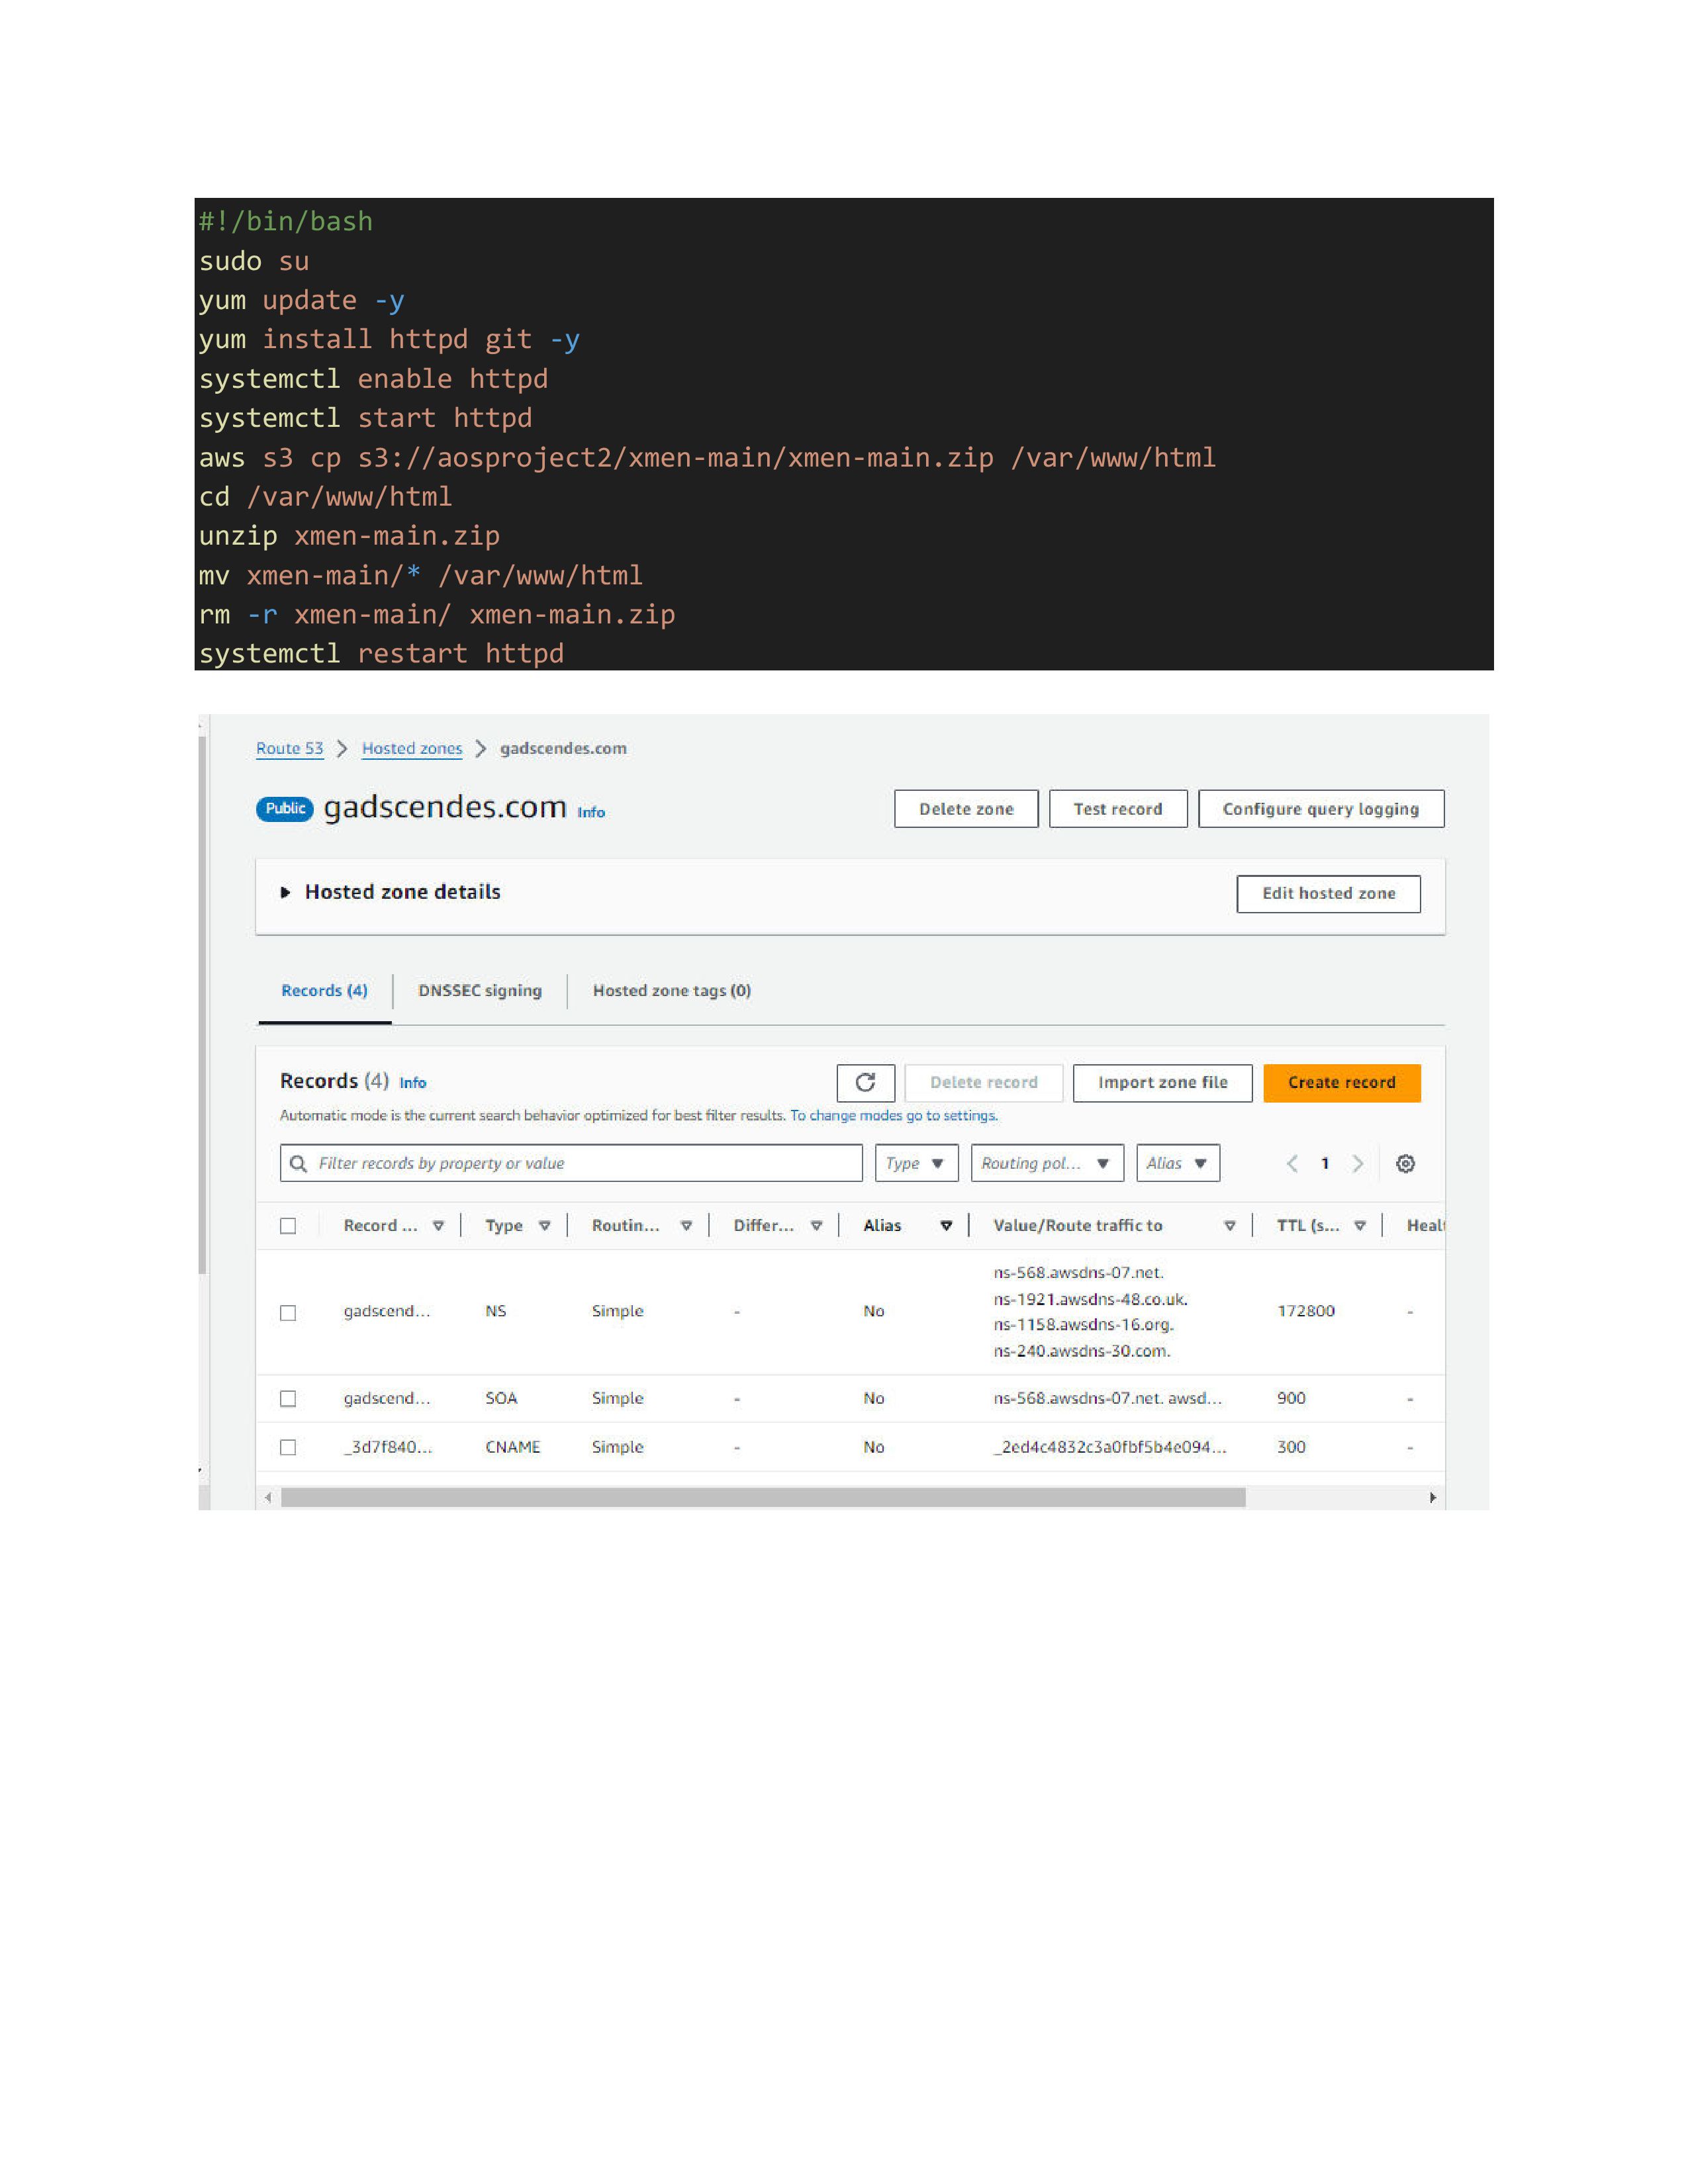 #!/bin/bash
sudo su
yum update -y
yum install httpd git -y
systemctl enable httpd
systemctl start httpd
aws s3 cp s3://aosproject2/xmen-main/xmen-main.zip /var/www/html
cd /var/www/html
unzip xmen-main.zip
mv xmen-main/* /var/www/html
rm -r xmen-main/ xmen-main.zip
systemctl restart httpd
Route 53 > Hosted zones > gadscendes.com
Public gadscendes.com Info Delete zone Test record Configure query logging
Hosted zone details Edit hosted zone
Records (4) DNSSEC signing Hosted zone tags (0)
Records (4) Info Delete record Import zone file Create record
Automatic mode is the current search behavior optimized for best filter results. To change modes go to settings.
Filter records by property or value Type Routing pol... Alias 1
Record ... Type Routin... Differ... Alias Value/Route traffic to TTL (s... Healt
ns-568.awsdns-07.net.
ns-1921.awsdns-48.co.uk.
gadscend... NS Simple - No 172800 -
ns-1158.awsdns-16.org.
ns-240.awsdns-30.com.
gadscend... SOA Simple - No ns-568.awsdns-07.net. awsd... 900 -
_3d7f840... CNAME Simple - No _2ed4c4832c3a0fbf5b4e094... 300 -